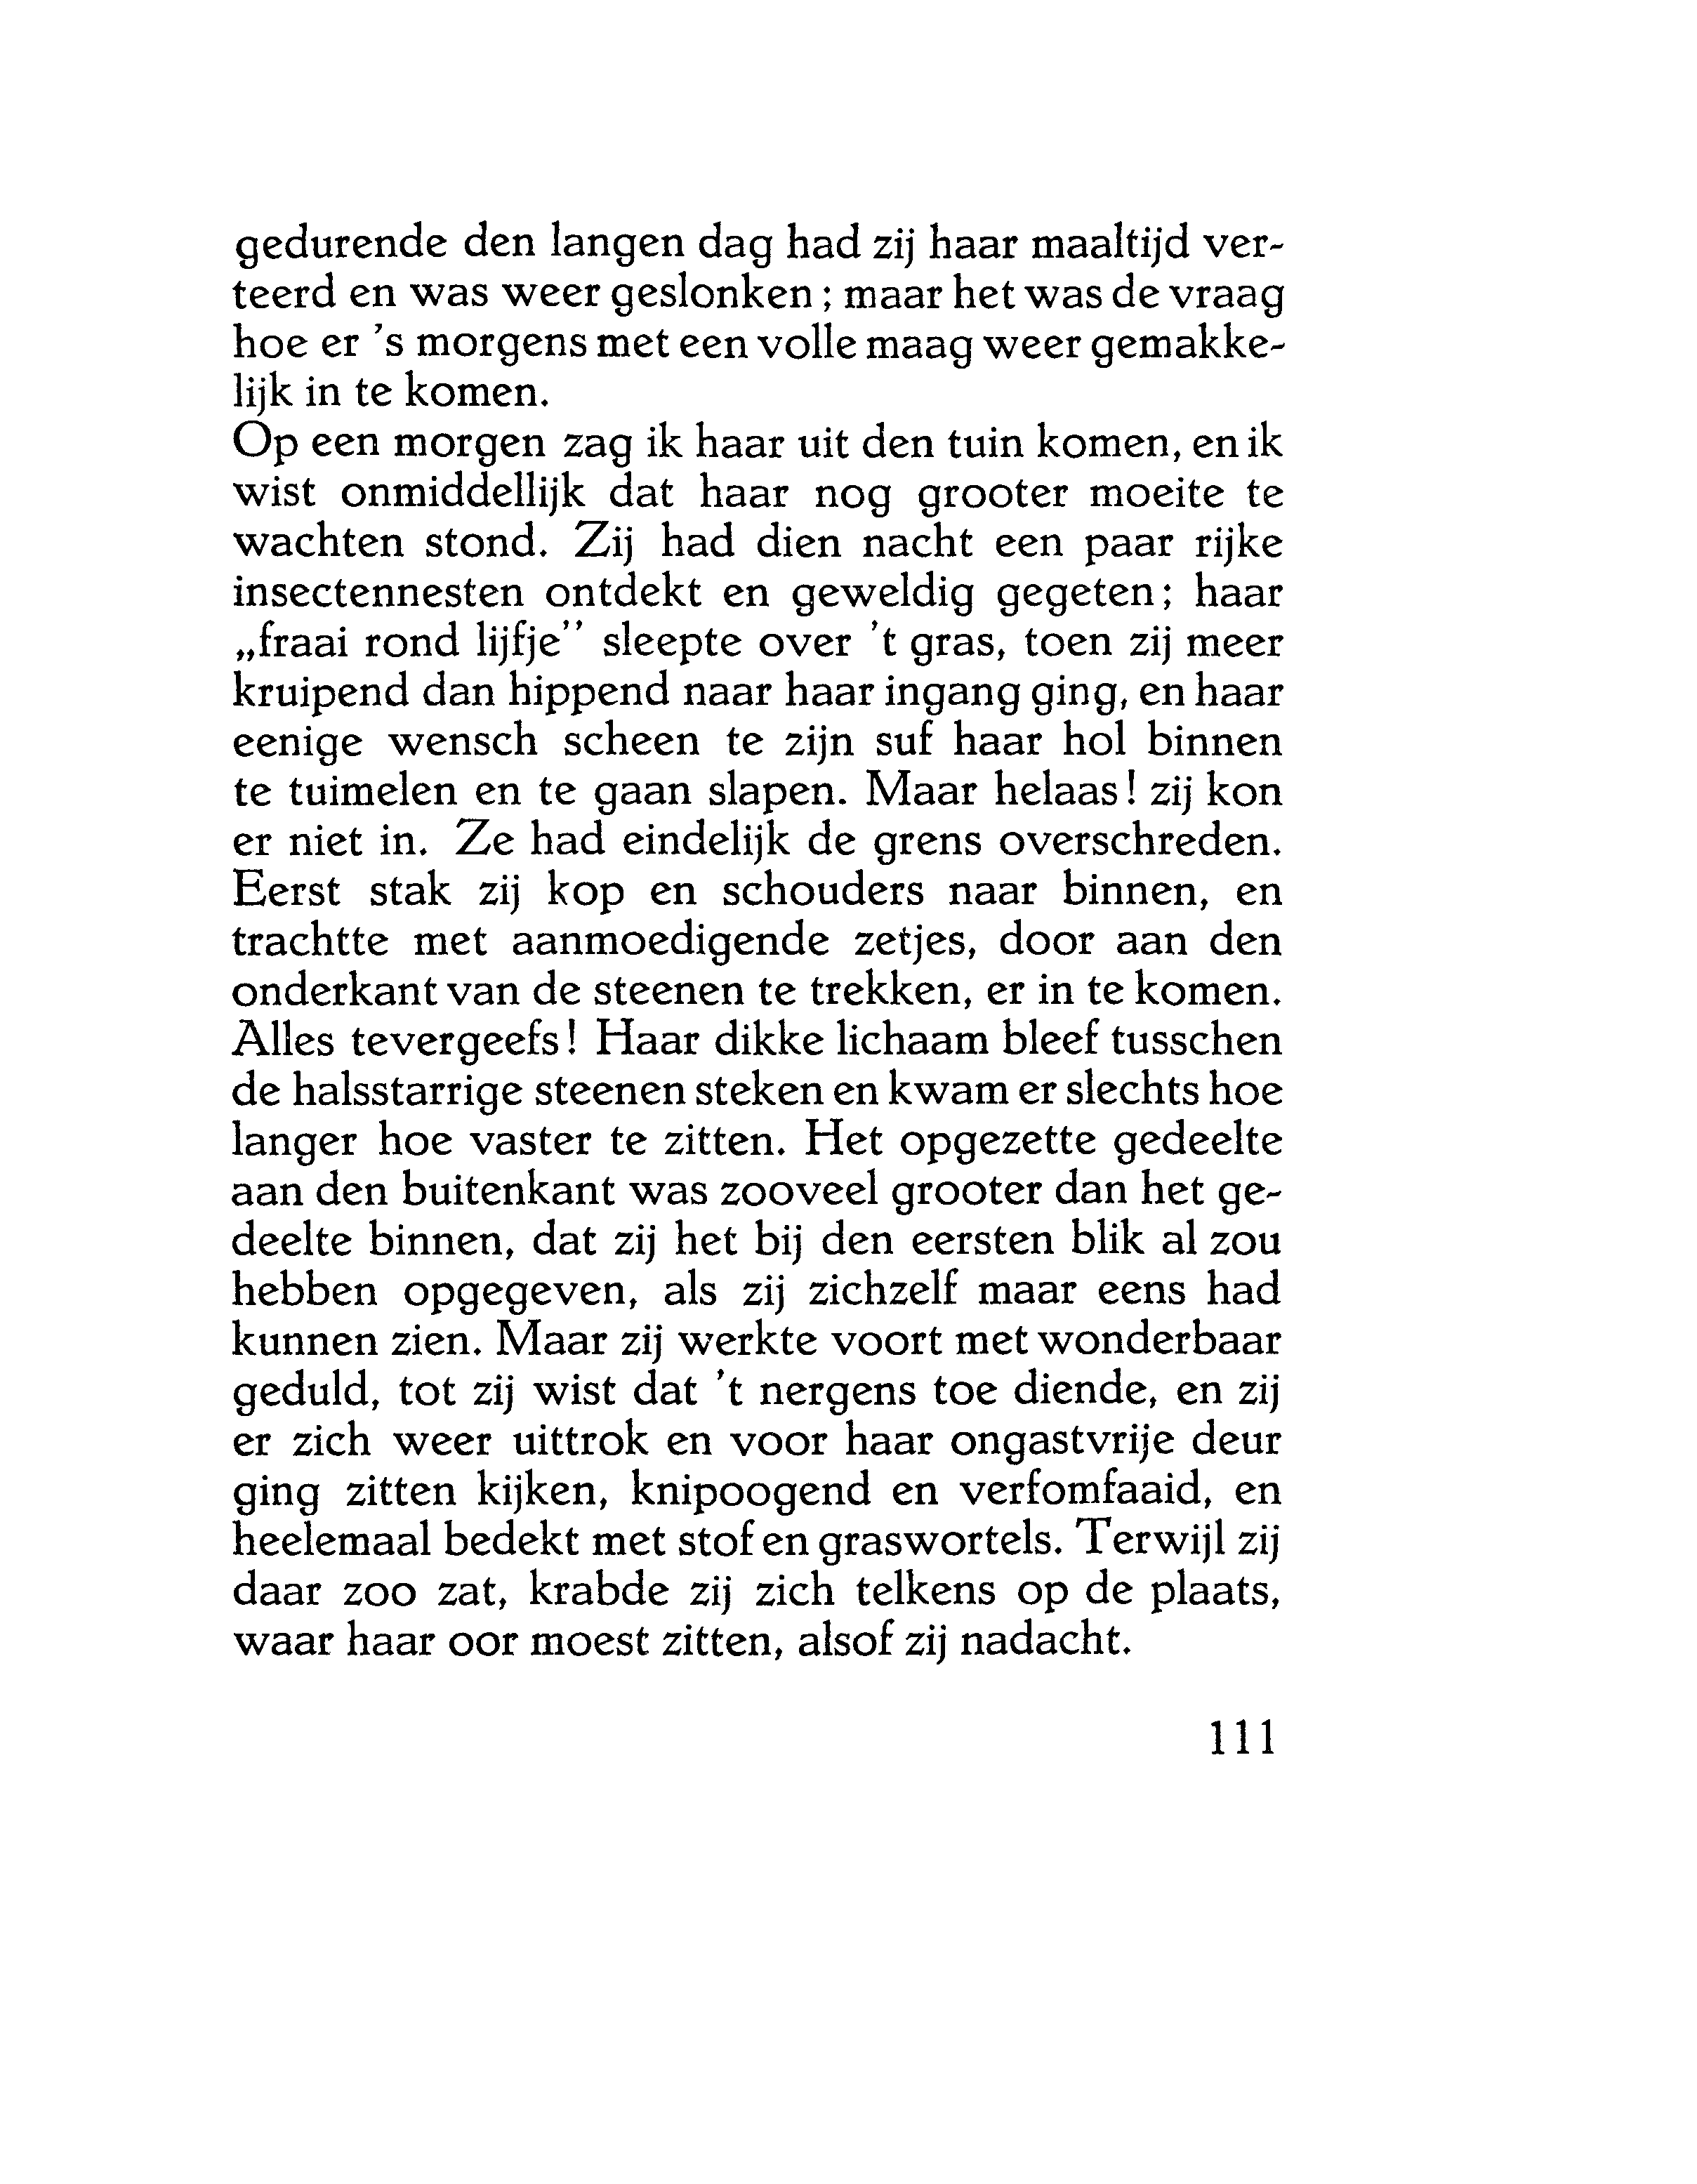 gedurende den langen dag had zij haar maaltijd ver-
teerd en was weer geslonken ; maar het was de vraag
hoe er 's morgens met een volle maag weer gemakke-
lijk in te komen.
Op een morgen zag ik haar uit den tuin komen, en ik
wist onmiddellijk dat haar nog grooter moeite te
wachten stond. Zij had dien nacht een paar rijke
insectennesten ontdekt en geweldig gegeten; haar
„fraai rond lijfje” sleepte over 't gras, toen zij meer
kruipend dan hippend naar haar ingang ging, en haar
eenige wensch scheen te zijn suf haar hol binnen
te tuimelen en te gaan slapen. Maar helaas! zij kon
er niet in. Ze had eindelijk de grens overschreden.
Eerst stak zij kop en schouders naar binnen, en
trachtte met aanmoedigende zetjes, door aan den
onderkant van de steenen te trekken, er in te komen.
Alles tevergeefs! Haar dikke lichaam bleef tusschen
de halsstarrige steenen steken en kwam er slechts hoe
langer hoe vaster te zitten. Het opgezette gedeelte
aan den buitenkant was zooveel grooter dan het ge-
deelte binnen, dat zij het bij den eersten blik al zou
hebben opgegeven, als zij zichzelf maar eens had
kunnen zien. Maar zij werkte voort met wonderbaar
geduld, tot zij wist dat 't nergens toe diende, en zij
er zich weer uittrok en voor haar ongastvrije deur
ging zitten kijken, knipoogend en verfomfaaid, en
heelemaal bedekt met stof en graswortels. Terwijl zij
daar zoo zat, krabde zij zich telkens op de plaats,
waar haar oor moest zitten, alsof zij nadacht.
111